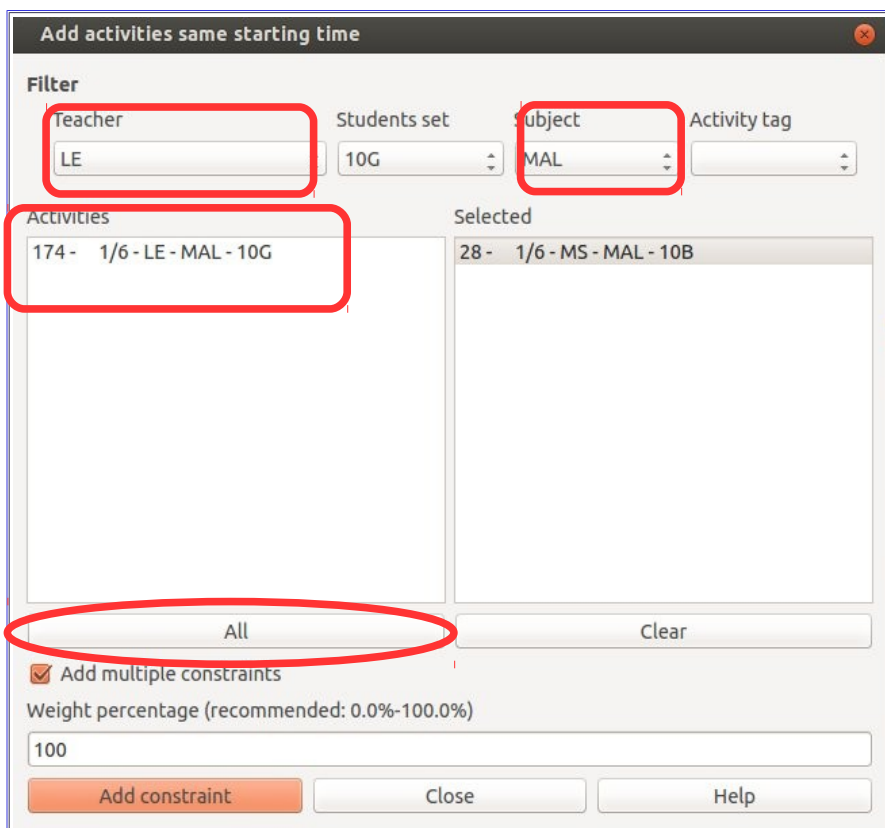 Add activities same starting time
Filter
Teacher Students set Subject Activity tag
LE 10G MAL
Activities Selected
174 - 1/6 - LE - MAL - 10G 28 - 1/6 - MS - MAL - 10B
All Clear
Add multiple constraints
Weight percentage (recommended: 0.0%-100.0%)
100
Add constraint Close Help